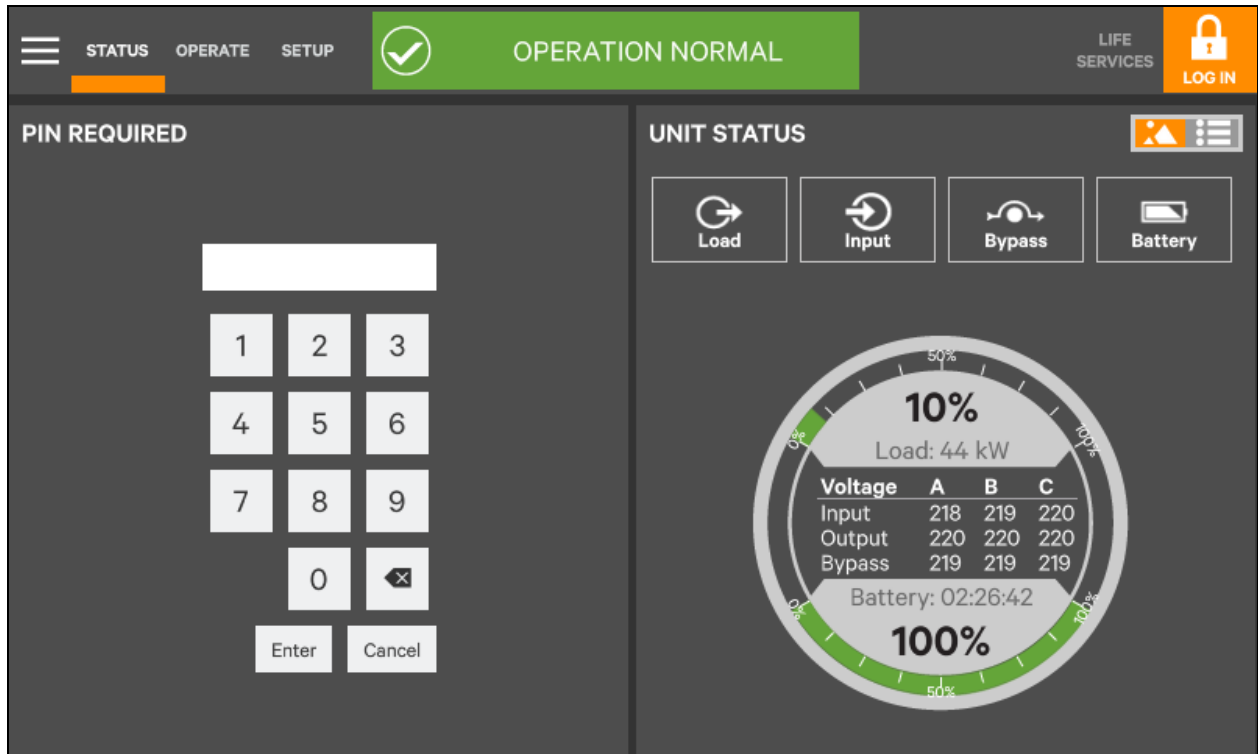 STATUS OPERATE SETUP
OPERATION NORMAL
LIFE
SERVICES
LOG IN
PIN REQUIRED
1 2 3
4 5 6
7 8 9
0
Enter Cancel
UNIT STATUS
Load Input Bypass Battery
50%
0% 100%
10%
Load: 44 kW
Voltage A B C
Input 218 219 220
Output 220 220 220
Bypass 219 219 219
Battery: 02:26:42
100%
0% 100%
50%